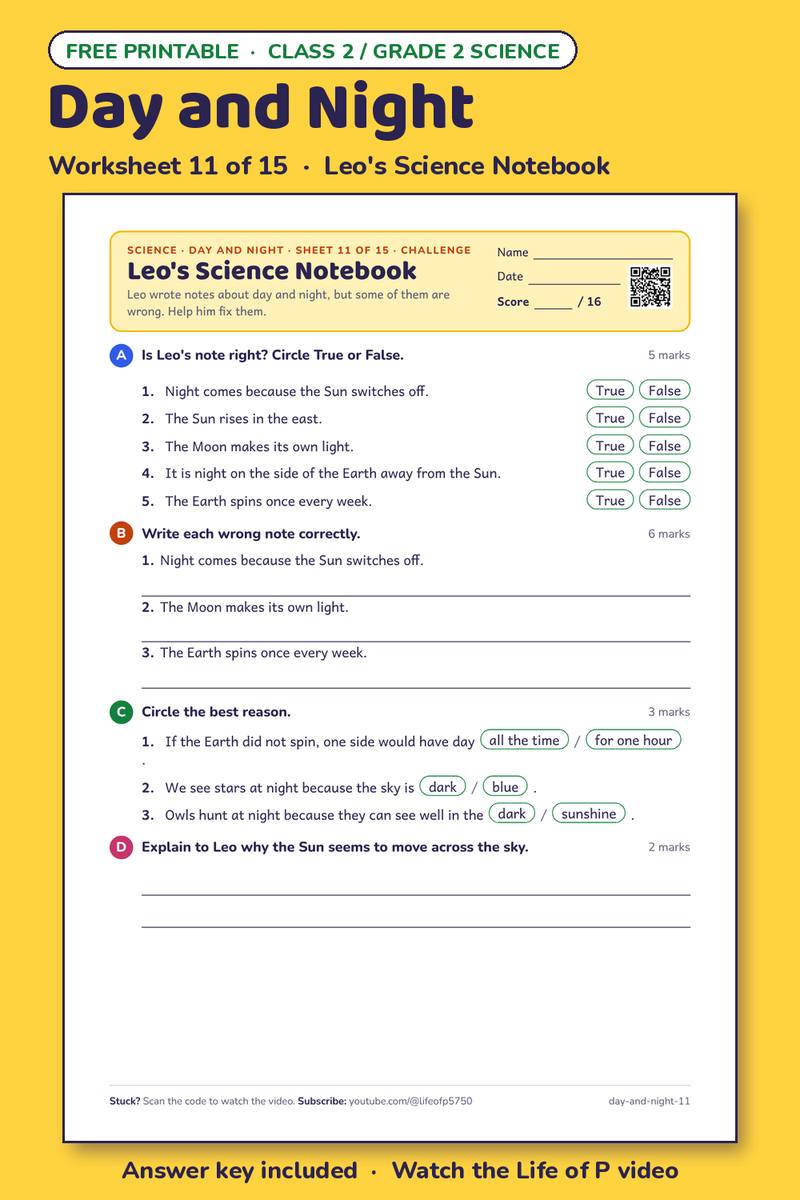 FREE PRINTABLE · CLASS 2 / GRADE 2 SCIENCE
Day and Night
Worksheet 11 of 15 · Leo's Science Notebook
SCIENCE · DAY AND NIGHT · SHEET 11 OF 15 · CHALLENGE
Leo's Science Notebook
Leo wrote notes about day and night, but some of them are
wrong. Help him fix them.
Name ____
Date ____
Score ____ / 16
A Is Leo's note right? Circle True or False. 5 marks
1. Night comes because the Sun switches off. True False
2. The Sun rises in the east. True False
3. The Moon makes its own light. True False
4. It is night on the side of the Earth away from the Sun. True False
5. The Earth spins once every week. True False
B Write each wrong note correctly. 6 marks
1. Night comes because the Sun switches off.
2. The Moon makes its own light.
3. The Earth spins once every week.
C Circle the best reason. 3 marks
1. If the Earth did not spin, one side would have day all the time / for one hour
.
2. We see stars at night because the sky is dark / blue .
3. Owls hunt at night because they can see well in the dark / sunshine .
D Explain to Leo why the Sun seems to move across the sky. 2 marks
Stuck? Scan the code to watch the video. Subscribe: youtube.com/@lifeofp5750 day-and-night-11
Answer key included · Watch the Life of P video